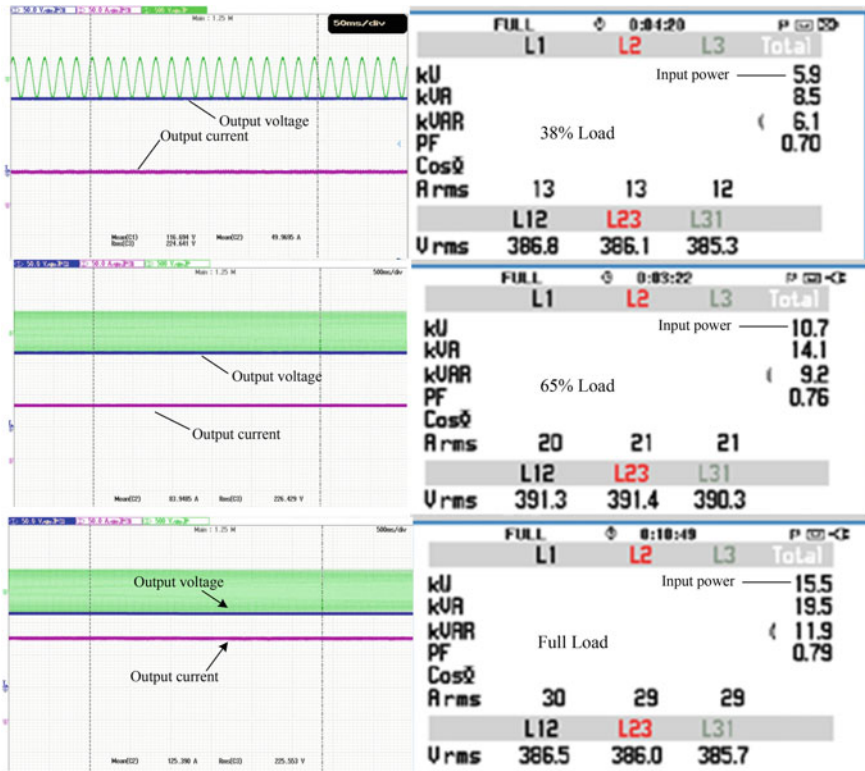 50ms/div
Main : 1.25 M
Output voltage
Output current
Mean(C1) 116.694 V Mean(C2) 49.9685 A
Rms(C3) 224.641 V
FULL 0:04:20
L1 L2 L3 Total
Input power 5.9
kW
kVA 8.5
kVAR 6.1
PF 0.70
38% Load
CosΦ
Arms 13 13 12
L12 L23 L31
Vrms 386.8 386.1 385.3
500ms/div
Main : 1.25 M
Output voltage
Output current
Mean(C2) 83.9485 A Rms(C3) 226.429 V
FULL 0:03:22
L1 L2 L3 Total
Input power 10.7
kW
kVA 14.1
kVAR 9.2
PF 0.76
65% Load
CosΦ
Arms 20 21 21
L12 L23 L31
Vrms 391.3 391.4 390.3
500ms/div
Main : 1.25 M
Output voltage
Output current
Mean(C2) 125.390 A Rms(C3) 225.553 V
FULL 0:10:49
L1 L2 L3 Total
Input power 15.5
kW
kVA 19.5
kVAR 11.9
PF 0.79
Full Load
CosΦ
Arms 30 29 29
L12 L23 L31
Vrms 386.5 386.0 385.7